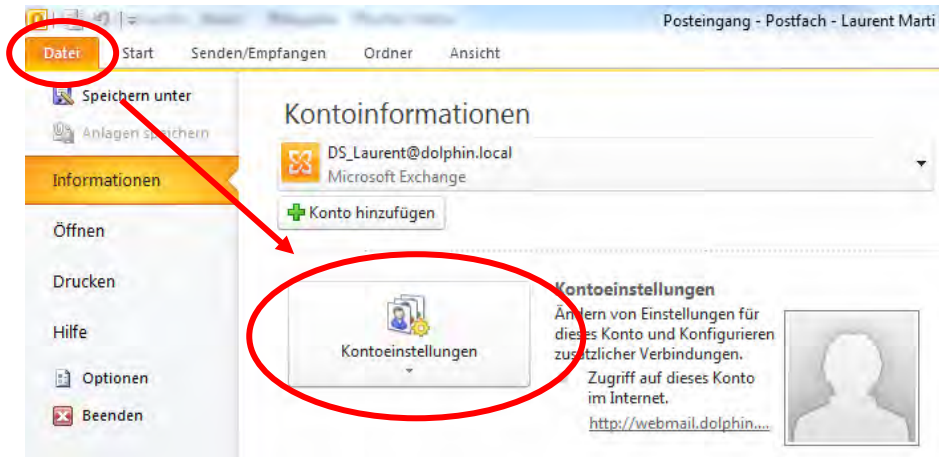 Posteingang - Postfach - Laurent Marti
Datei Start Senden/Empfangen Ordner Ansicht
Speichern unter
Anlagen speichern
Informationen
Öffnen
Drucken
Hilfe
Optionen
Beenden
Kontoinformationen
DS_Laurent@dolphin.local
Microsoft Exchange
Konto hinzufügen
Kontoeinstellungen
Kontoeinstellungen
Ändern von Einstellungen für
dieses Konto und Konfigurieren
zusätzlicher Verbindungen.
Zugriff auf dieses Konto
im Internet.
http://webmail.dolphin....